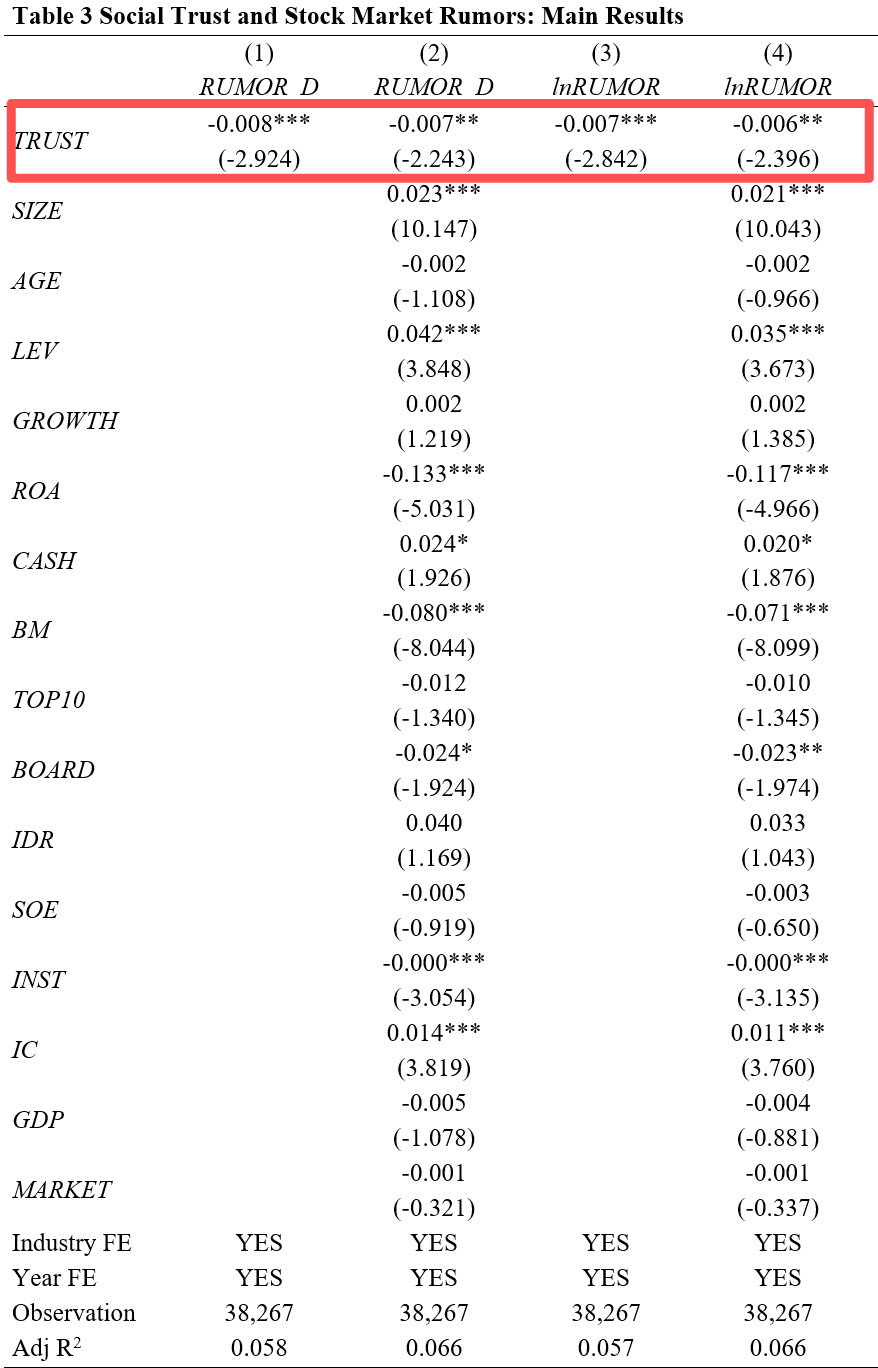 Table 3 Social Trust and Stock Market Rumors: Main Results
(1) (2) (3) (4)
RUMOR_D RUMOR_D lnRUMOR lnRUMOR
TRUST -0.008*** -0.007** -0.007*** -0.006**
(-2.924) (-2.243) (-2.842) (-2.396)
SIZE 0.023*** 0.021***
(10.147) (10.043)
AGE -0.002 -0.002
(-1.108) (-0.966)
LEV 0.042*** 0.035***
(3.848) (3.673)
GROWTH 0.002 0.002
(1.219) (1.385)
ROA -0.133*** -0.117***
(-5.031) (-4.966)
CASH 0.024* 0.020*
(1.926) (1.876)
BM -0.080*** -0.071***
(-8.044) (-8.099)
TOP10 -0.012 -0.010
(-1.340) (-1.345)
BOARD -0.024* -0.023**
(-1.924) (-1.974)
IDR 0.040 0.033
(1.169) (1.043)
SOE -0.005 -0.003
(-0.919) (-0.650)
INST -0.000*** -0.000***
(-3.054) (-3.135)
IC 0.014*** 0.011***
(3.819) (3.760)
GDP -0.005 -0.004
(-1.078) (-0.881)
MARKET -0.001 -0.001
(-0.321) (-0.337)
Industry FE YES YES YES YES
Year FE YES YES YES YES
Observation 38,267 38,267 38,267 38,267
Adj R² 0.058 0.066 0.057 0.066